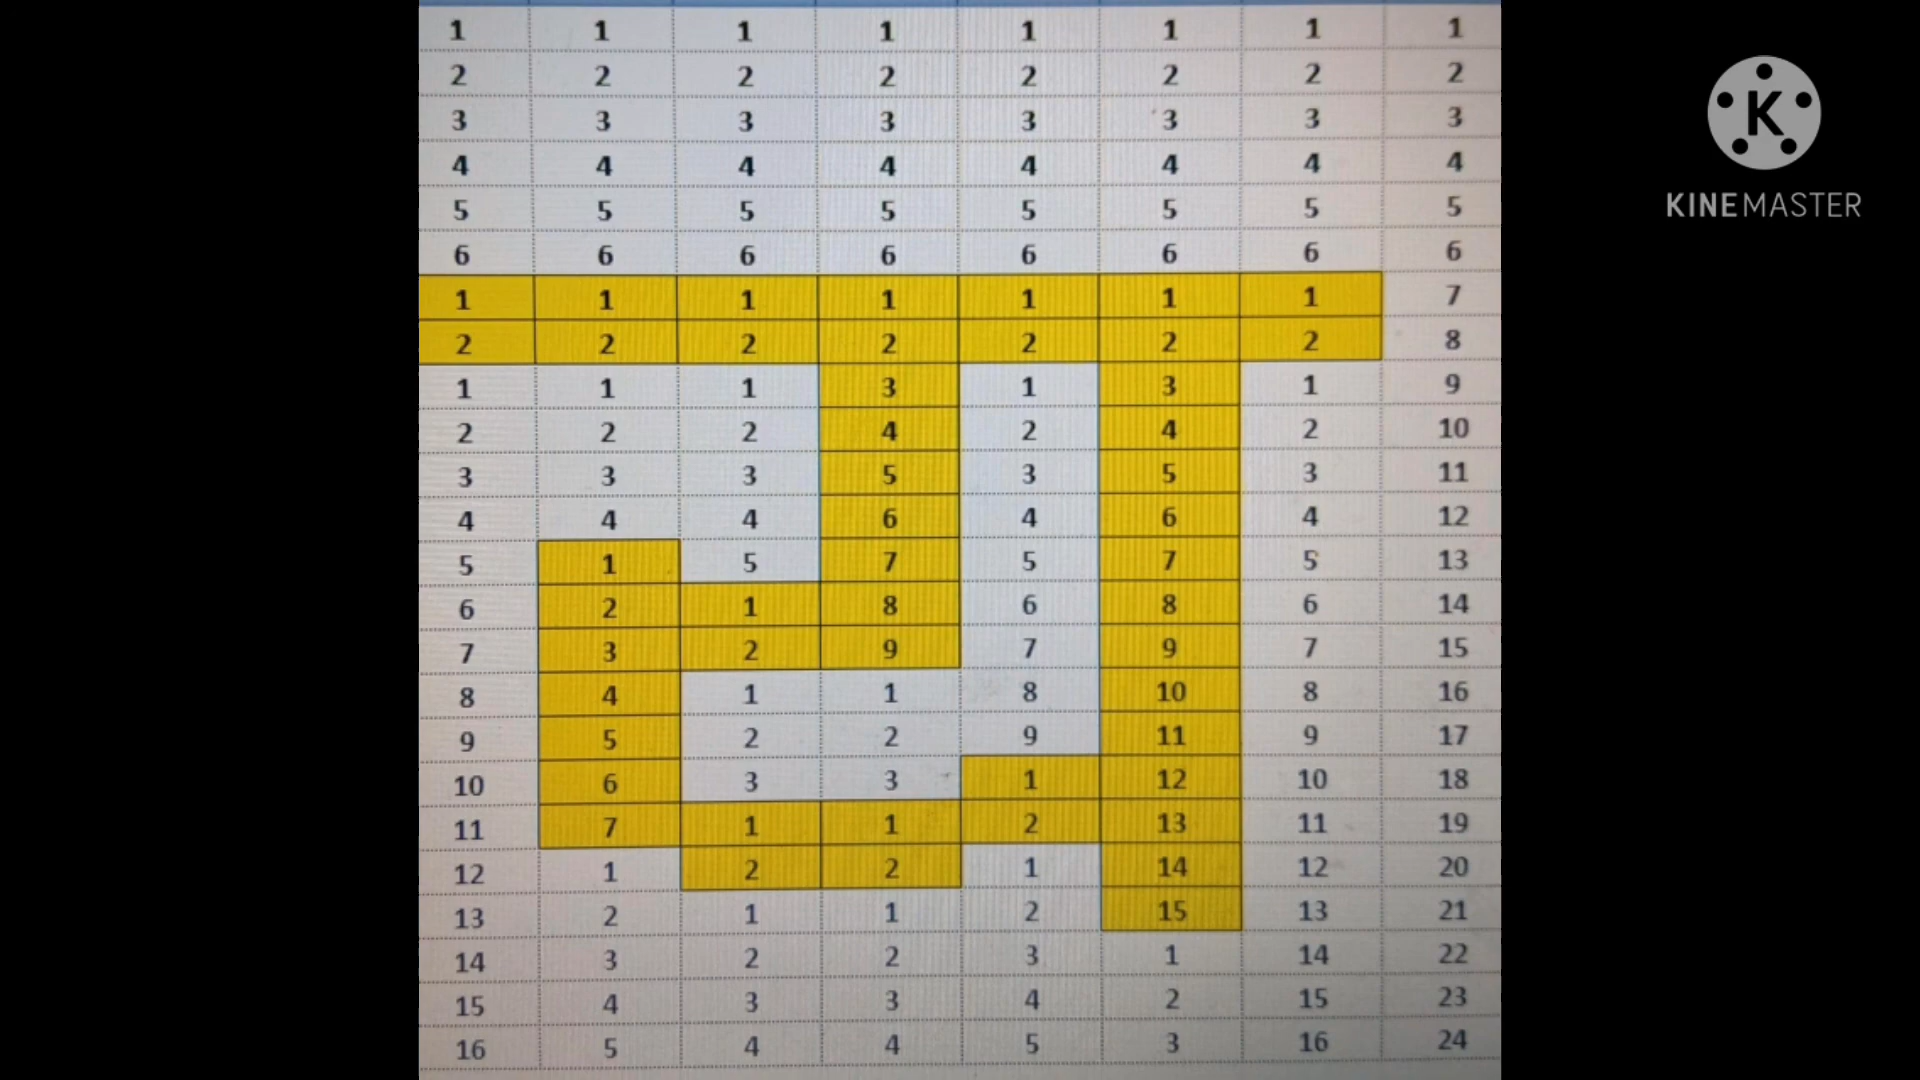 1 1 1 1 1 1 1 1
2 2 2 2 2 2 2 2
3 3 3 3 3 3 3 3
4 4 4 4 4 4 4 4
5 5 5 5 5 5 5 5
6 6 6 6 6 6 6 6
1 1 1 1 1 1 1 7
2 2 2 2 2 2 2 8
1 1 1 3 1 3 1 9
2 2 2 4 2 4 2 10
3 3 3 5 3 5 3 11
4 4 4 6 4 6 4 12
5 1 5 7 5 7 5 13
6 2 1 8 6 8 6 14
7 3 2 9 7 9 7 15
8 4 1 1 8 10 8 16
9 5 2 2 9 11 9 17
10 6 3 3 1 12 10 18
11 7 1 1 2 13 11 19
12 1 2 2 1 14 12 20
13 2 1 1 2 15 13 21
14 3 2 2 3 1 14 22
15 4 3 3 4 2 15 23
16 5 4 4 5 3 16 24
K
KINEMASTER